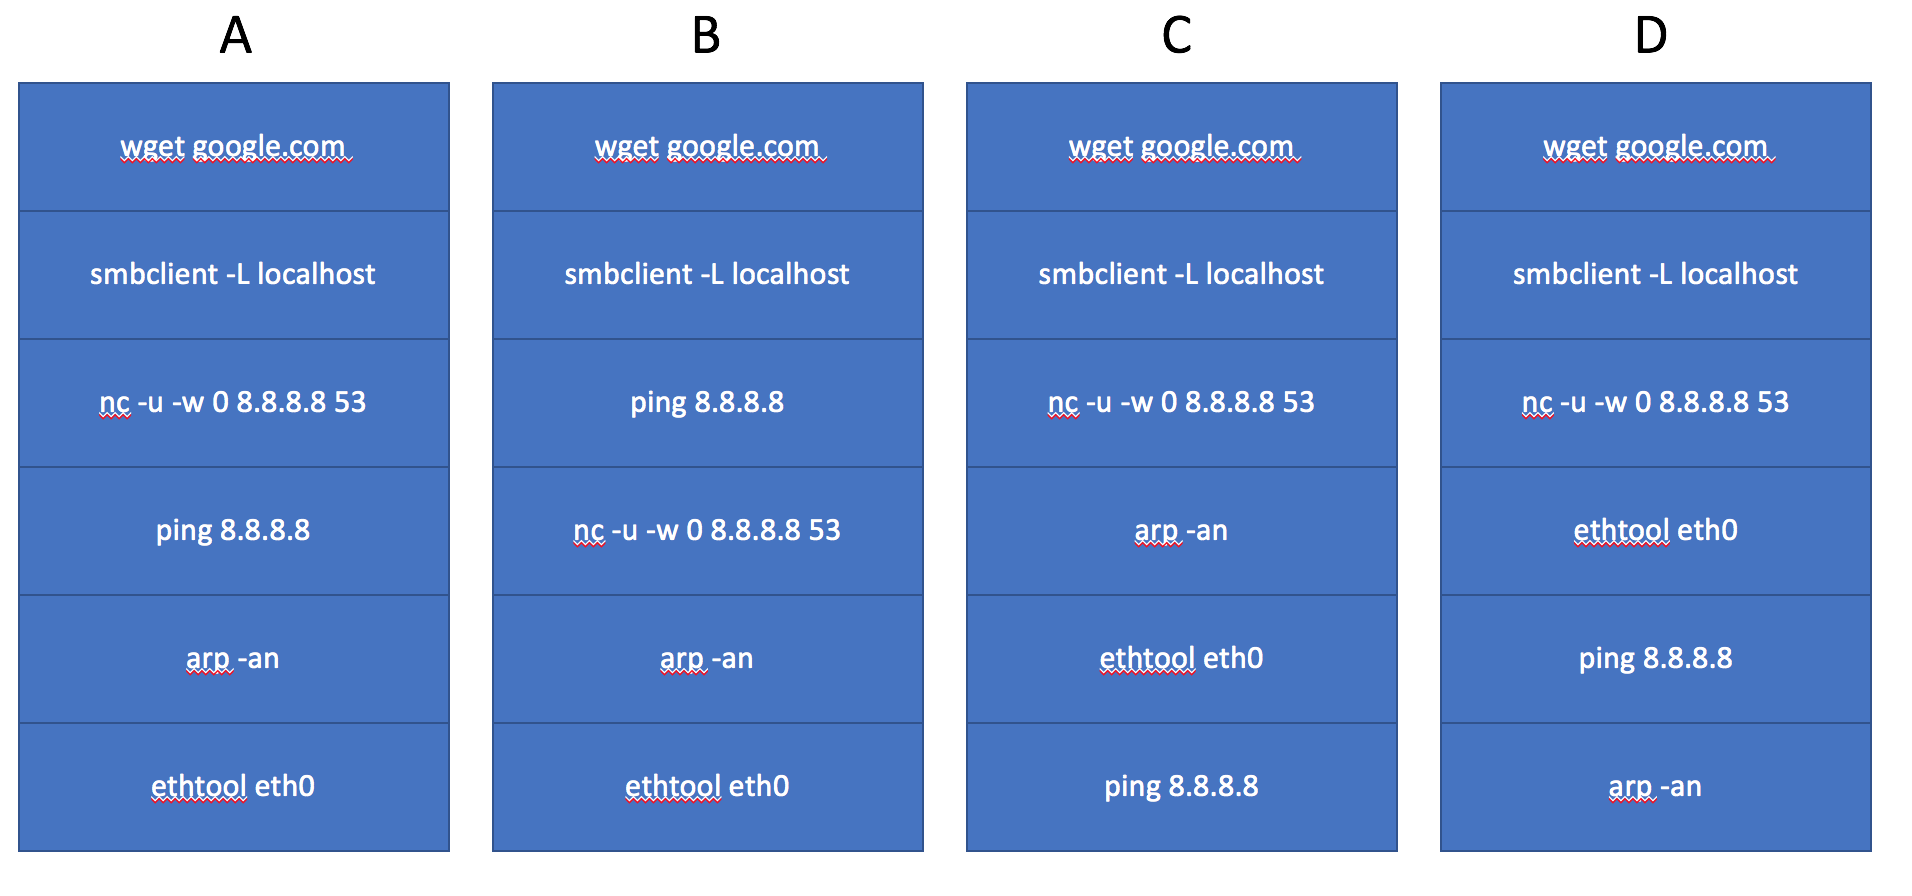 A
wget google.com
smbclient -L localhost
nc -u -w 0 8.8.8.8 53
ping 8.8.8.8
arp -an
ethtool eth0
B
wget google.com
smbclient -L localhost
ping 8.8.8.8
nc -u -w 0 8.8.8.8 53
arp -an
ethtool eth0
C
wget google.com
smbclient -L localhost
nc -u -w 0 8.8.8.8 53
arp -an
ethtool eth0
ping 8.8.8.8
D
wget google.com
smbclient -L localhost
nc -u -w 0 8.8.8.8 53
ethtool eth0
ping 8.8.8.8
arp -an